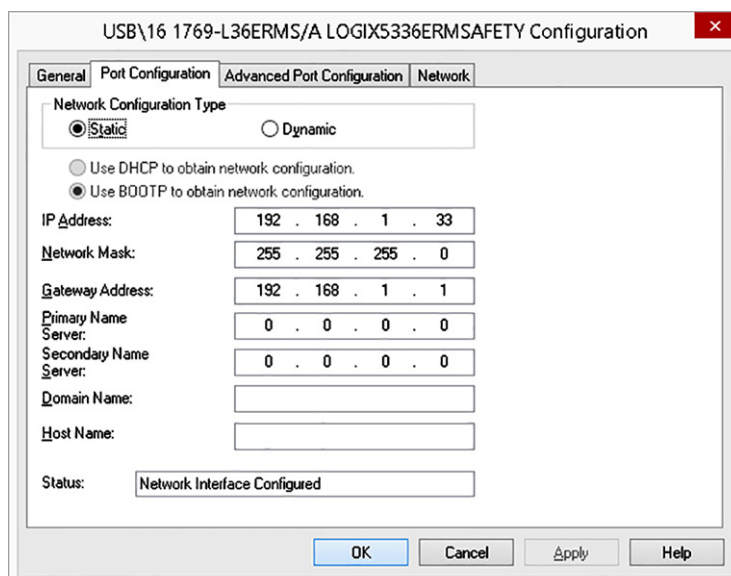 USB\16 1769-L36ERMS/A LOGIX5336ERMSAFETY Configuration
General Port Configuration Advanced Port Configuration Network
Network Configuration Type
Static Dynamic
Use DHCP to obtain network configuration.
Use BOOTP to obtain network configuration.
IP Address: 192 . 168 . 1 . 33
Network Mask: 255 . 255 . 255 . 0
Gateway Address: 192 . 168 . 1 . 1
Primary Name
Server: 0 . 0 . 0 . 0
Secondary Name
Server: 0 . 0 . 0 . 0
Domain Name:
Host Name:
Status: Network Interface Configured
OK Cancel Apply Help